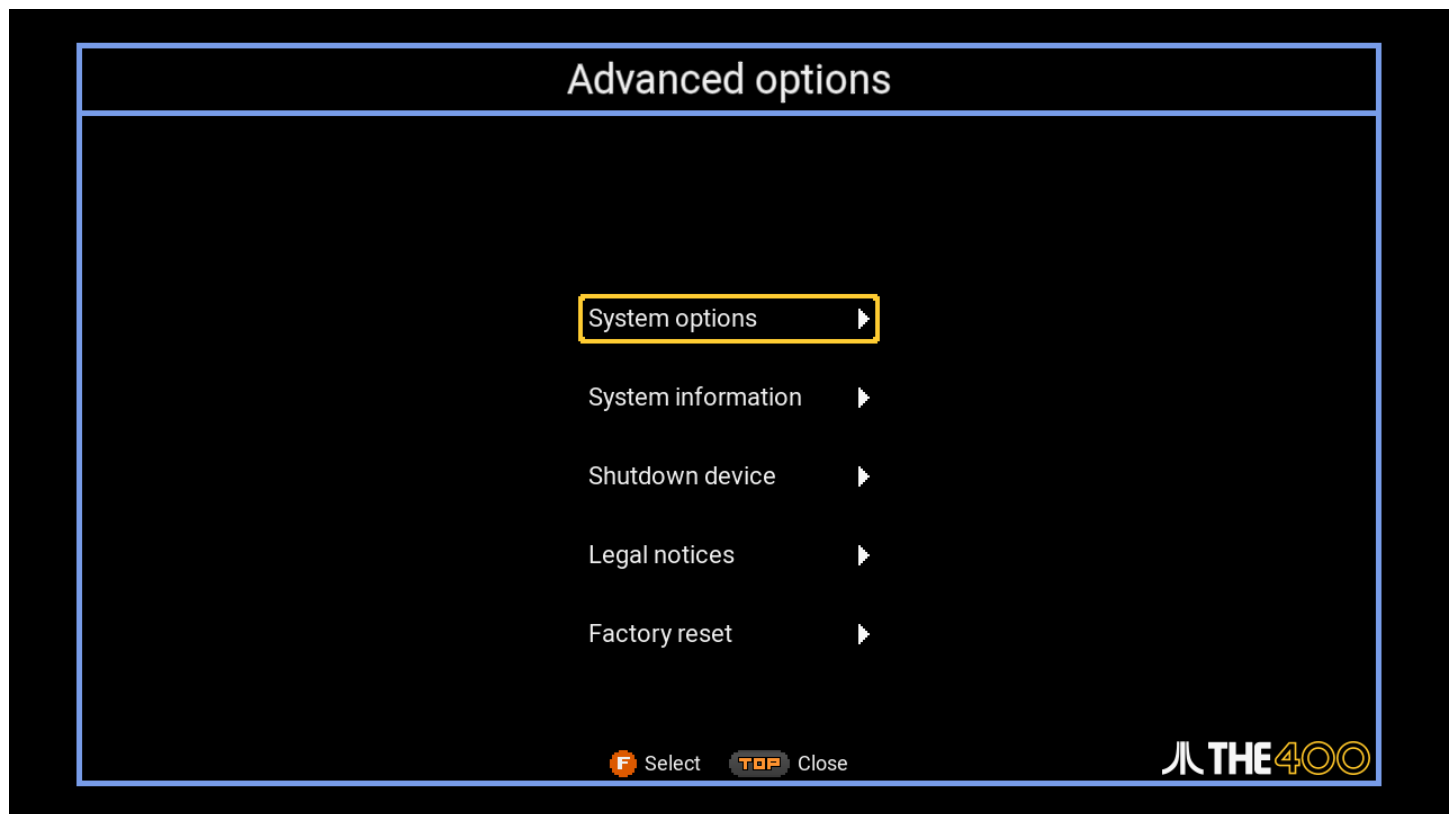 Advanced options
System options
System information
Shutdown device
Legal notices
Factory reset
F Select TOP Close
THE400